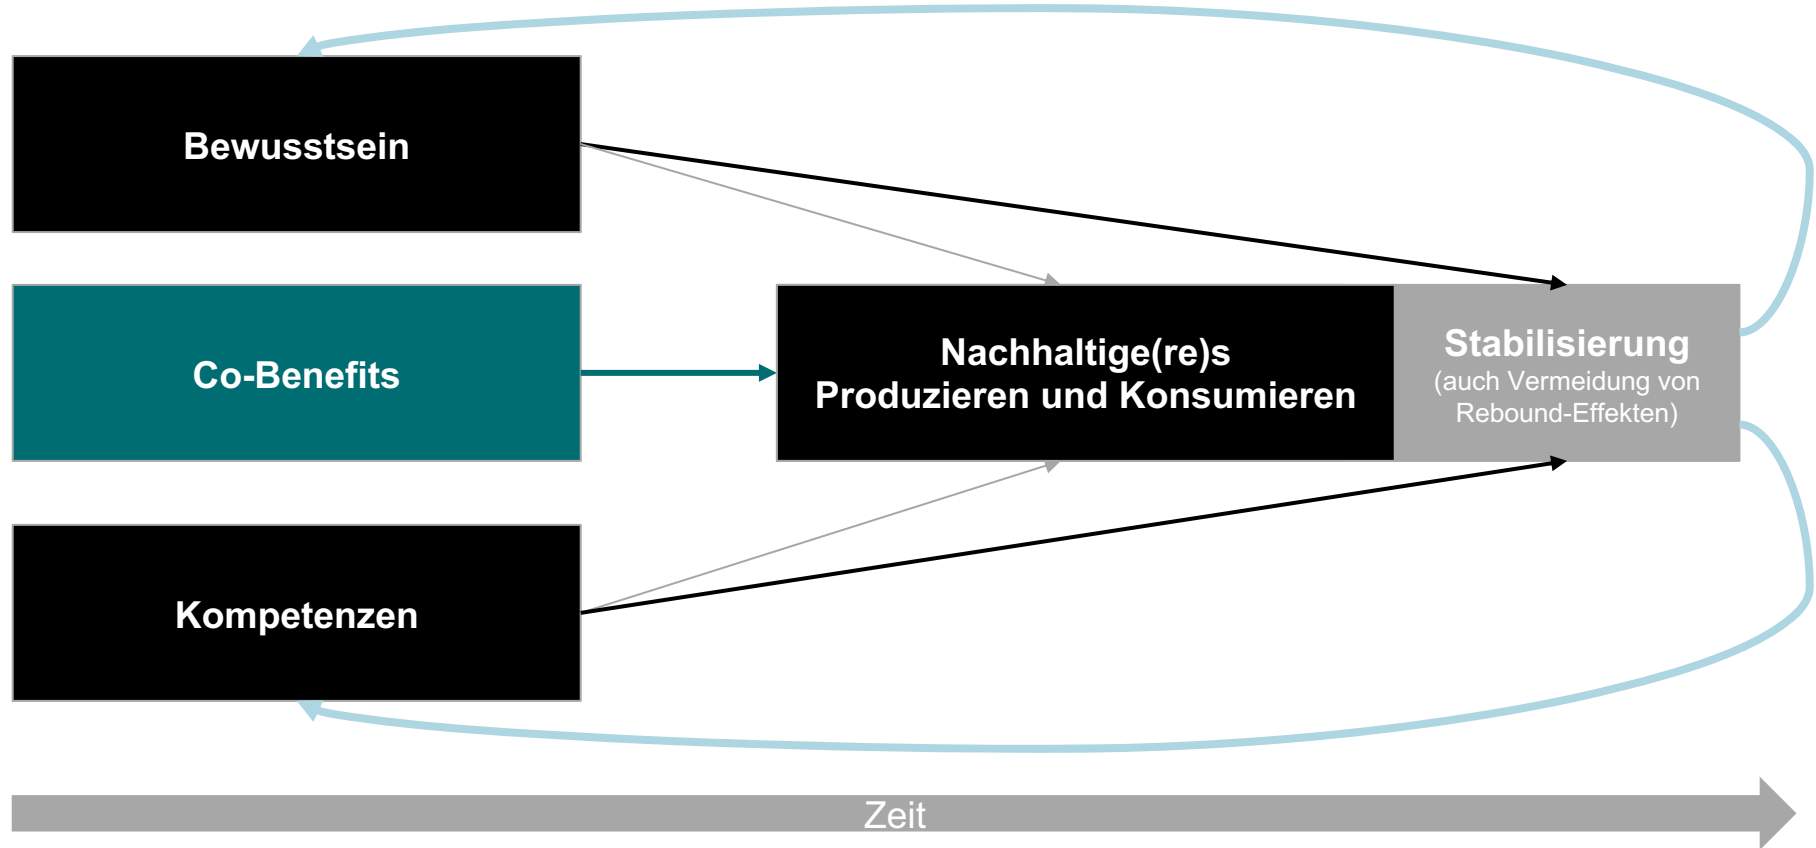 Bewusstsein
Co-Benefits
Nachhaltige(re)s
Produzieren und Konsumieren
Stabilisierung
(auch Vermeidung von
Rebound-Effekten)
Kompetenzen
Zeit